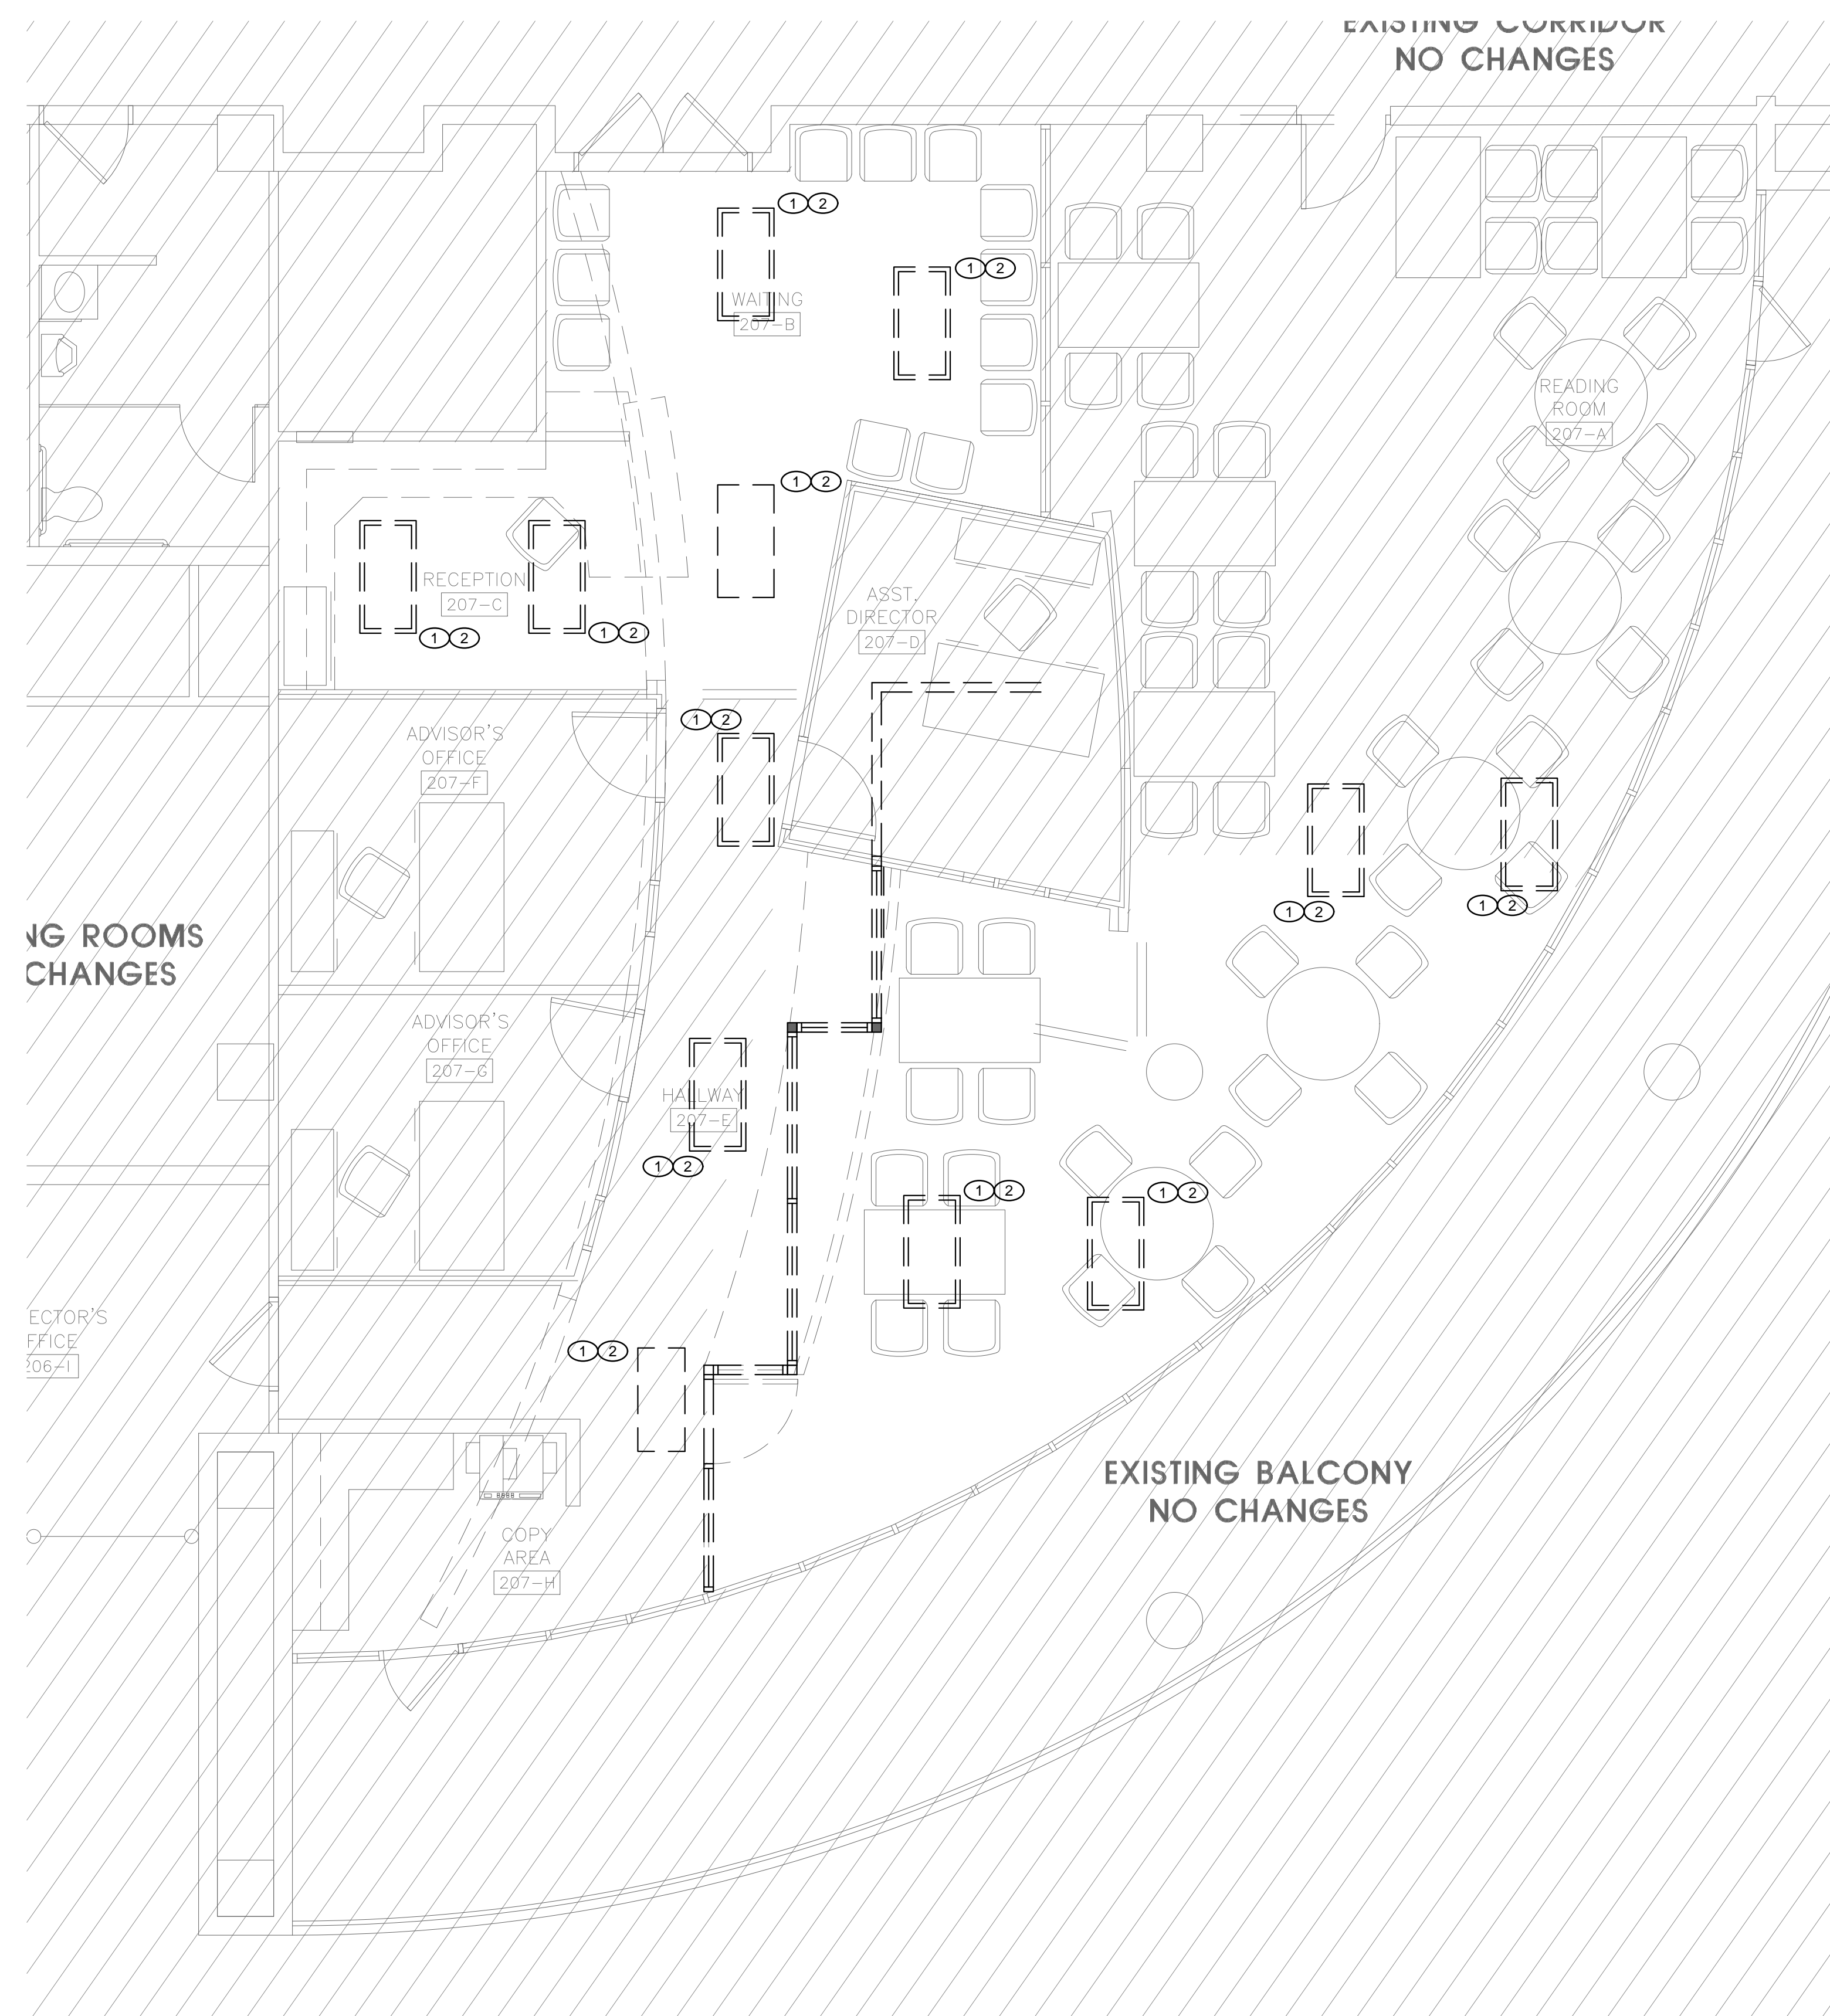 EXISTING CORRIDOR
NO CHANGES
1 2
1 2
WAITING
207-B
READING
ROOM
207-A
1 2
RECEPTION
207-C
1 2
1 2
ASST.
DIRECTOR
207-D
1 2
ADVISOR'S
OFFICE
207-F
1 2
1 2
NG ROOMS
CHANGES
ADVISOR'S
OFFICE
207-G
HALLWAY
207-E
1 2
1 2
1 2
ECTOR'S
FFICE
206-I
1 2
EXISTING BALCONY
NO CHANGES
COPY
AREA
207-H